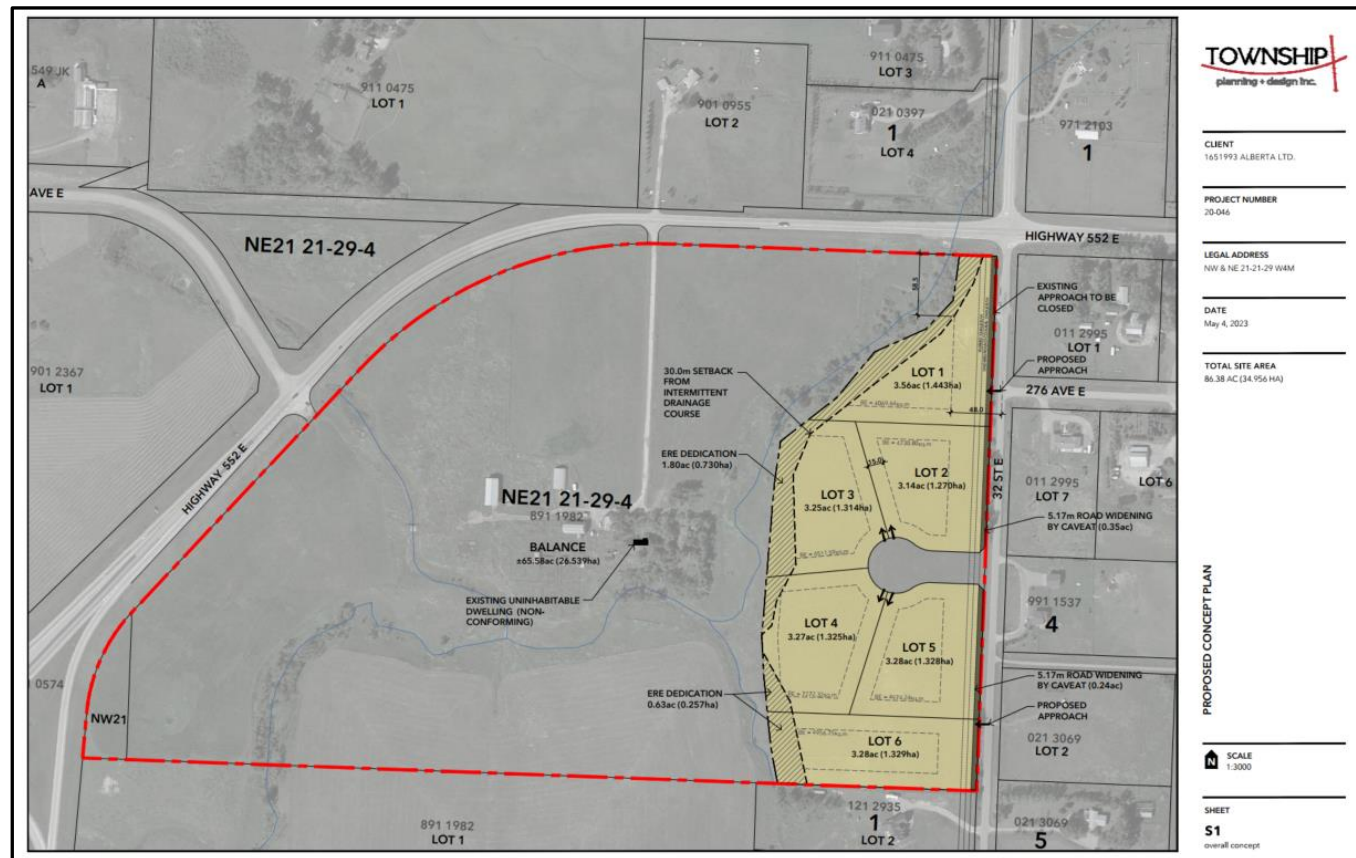 549 JK
A
911 0475
LOT 1
901 0955
LOT 2
911 0475
LOT 3
021 0397
1
LOT 4
971 2103
1
AVE E
NE21 21-29-4
HIGHWAY 552 E
901 2367
LOT 1
HIGHWAY 552 E
58.5
EXISTING
APPROACH TO BE
CLOSED
011 2995
LOT 1
PROPOSED
APPROACH
276 AVE E
LOT 1
3.56ac (1.443ha)
48.0
30.0m SETBACK
FROM
INTERMITTENT
DRAINAGE
COURSE
ERE DEDICATION
1.80ac (0.730ha)
15.0
LOT 2
3.14ac (1.270ha)
LOT 3
3.25ac (1.314ha)
32 ST E
011 2995
LOT 7
LOT 6
5.17m ROAD WIDENING
BY CAVEAT (0.35ac)
NE21 21-29-4
891 1982
BALANCE
±65.58ac (26.539ha)
EXISTING UNINHABITABLE
DWELLING (NON-
CONFORMING)
LOT 4
3.27ac (1.325ha)
LOT 5
3.28ac (1.328ha)
991 1537
4
5.17m ROAD WIDENING
BY CAVEAT (0.24ac)
ERE DEDICATION
0.63ac (0.257ha)
PROPOSED
APPROACH
LOT 6
3.28ac (1.329ha)
021 3069
LOT 2
0574
NW21
891 1982
LOT 1
121 2935
1
LOT 2
021 3069
5
TOWNSHIP
planning + design inc.
CLIENT
1651993 ALBERTA LTD.
PROJECT NUMBER
20-046
LEGAL ADDRESS
NW & NE 21-21-29 W4M
DATE
May 4, 2023
TOTAL SITE AREA
86.38 AC (34.956 HA)
PROPOSED CONCEPT PLAN
N
SCALE
1:3000
SHEET
S1
overall concept